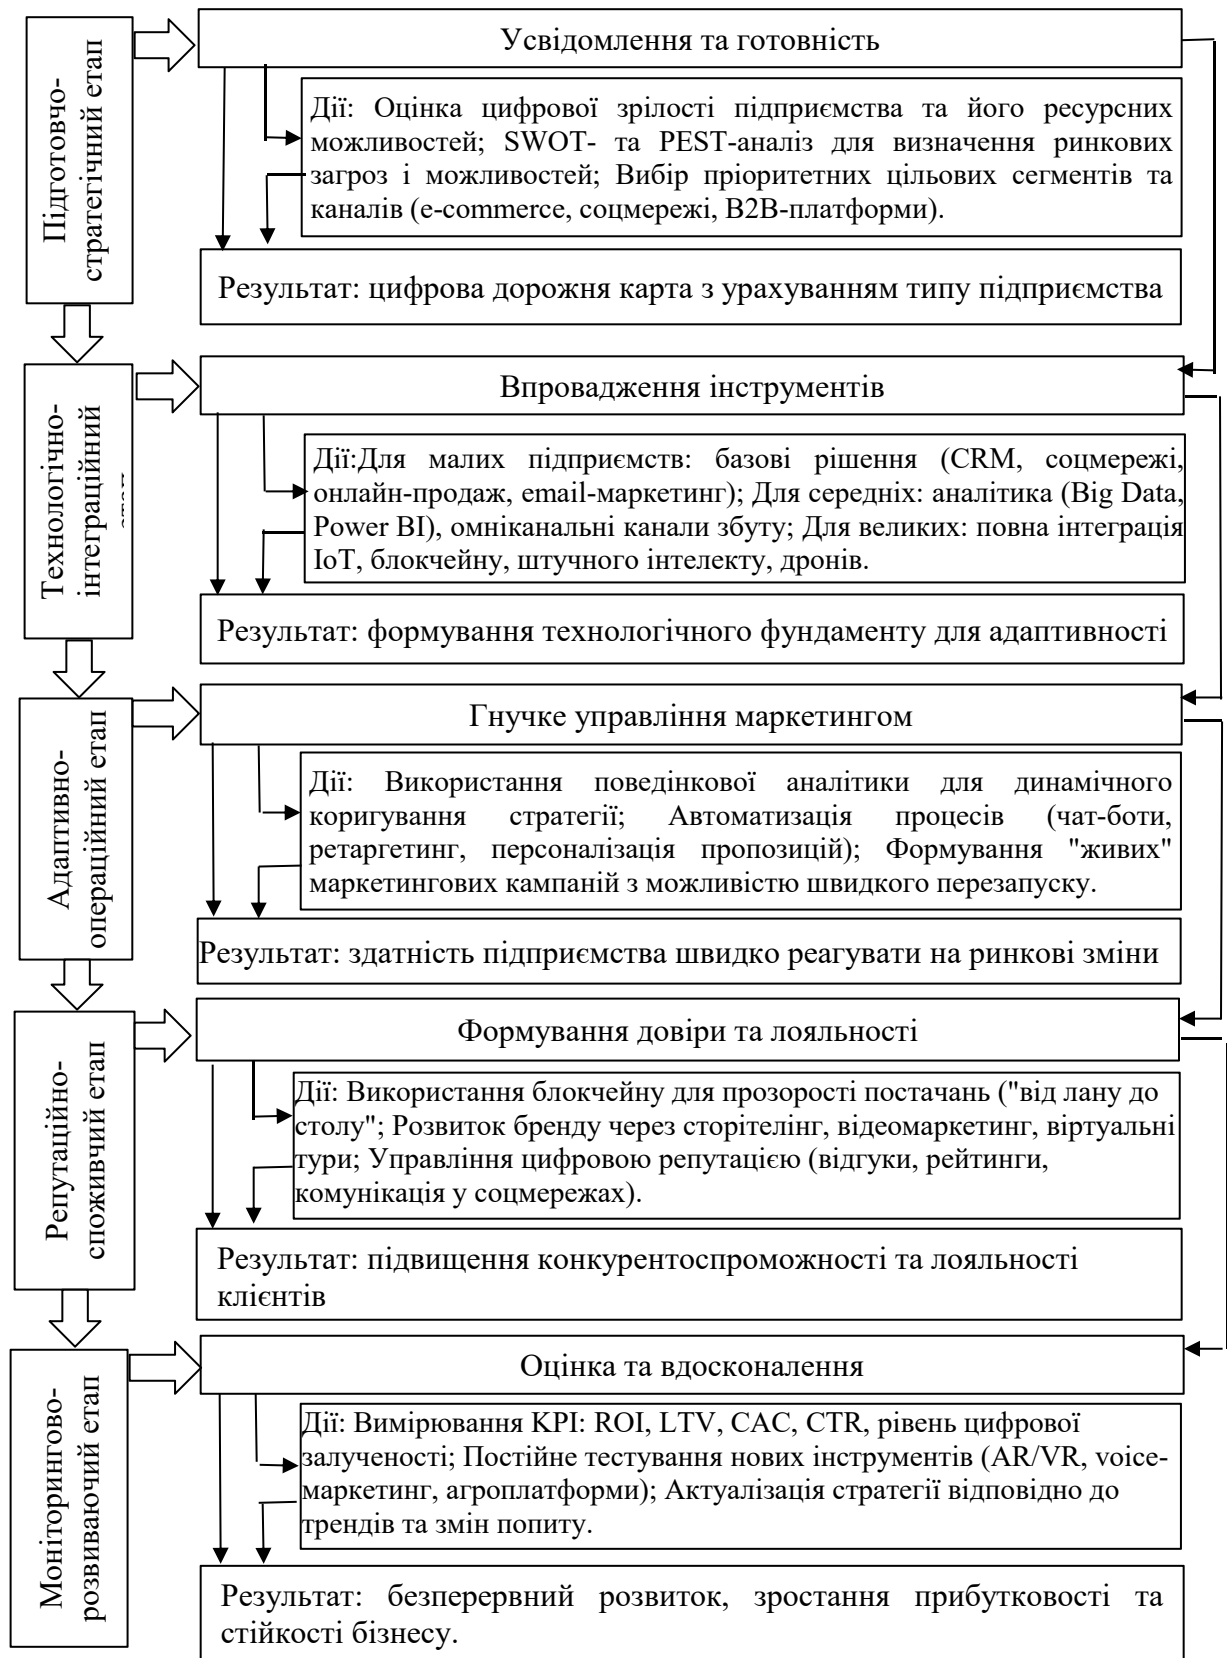 Підготовчо-
стратегічний етап
Усвідомлення та готовність
Дії: Оцінка цифрової зрілості підприємства та його ресурсних
можливостей; SWOT- та PEST-аналіз для визначення ринкових
загроз і можливостей; Вибір пріоритетних цільових сегментів та
каналів (e-commerce, соцмережі, B2B-платформи).
Результат: цифрова дорожня карта з урахуванням типу підприємства
Технологічно-
інтеграційний
Впровадження інструментів
Дії:Для малих підприємств: базові рішення (CRM, соцмережі,
онлайн-продаж, email-маркетинг); Для середніх: аналітика (Big Data,
Power BI), омніканальні канали збуту; Для великих: повна інтеграція
IoT, блокчейну, штучного інтелекту, дронів.
Результат: формування технологічного фундаменту для адаптивності
Адаптивно-
операційний етап
Гнучке управління маркетингом
Дії: Використання поведінкової аналітики для динамічного
коригування стратегії; Автоматизація процесів (чат-боти,
ретаргетинг, персоналізація пропозицій); Формування "живих"
маркетингових кампаній з можливістю швидкого перезапуску.
Результат: здатність підприємства швидко реагувати на ринкові зміни
Репутаційно-
споживчий етап
Формування довіри та лояльності
Дії: Використання блокчейну для прозорості постачань ("від лану до
столу"; Розвиток бренду через сторітелінг, відеомаркетинг, віртуальні
тури; Управління цифровою репутацією (відгуки, рейтинги,
комунікація у соцмережах).
Результат: підвищення конкурентоспроможності та лояльності
клієнтів
Моніторингово-
розвиваючий етап
Оцінка та вдосконалення
Дії: Вимірювання KPI: ROI, LTV, CAC, CTR, рівень цифрової
залученості; Постійне тестування нових інструментів (AR/VR, voice-
маркетинг, агроплатформи); Актуалізація стратегії відповідно до
трендів та змін попиту.
Результат: безперервний розвиток, зростання прибутковості та
стійкості бізнесу.